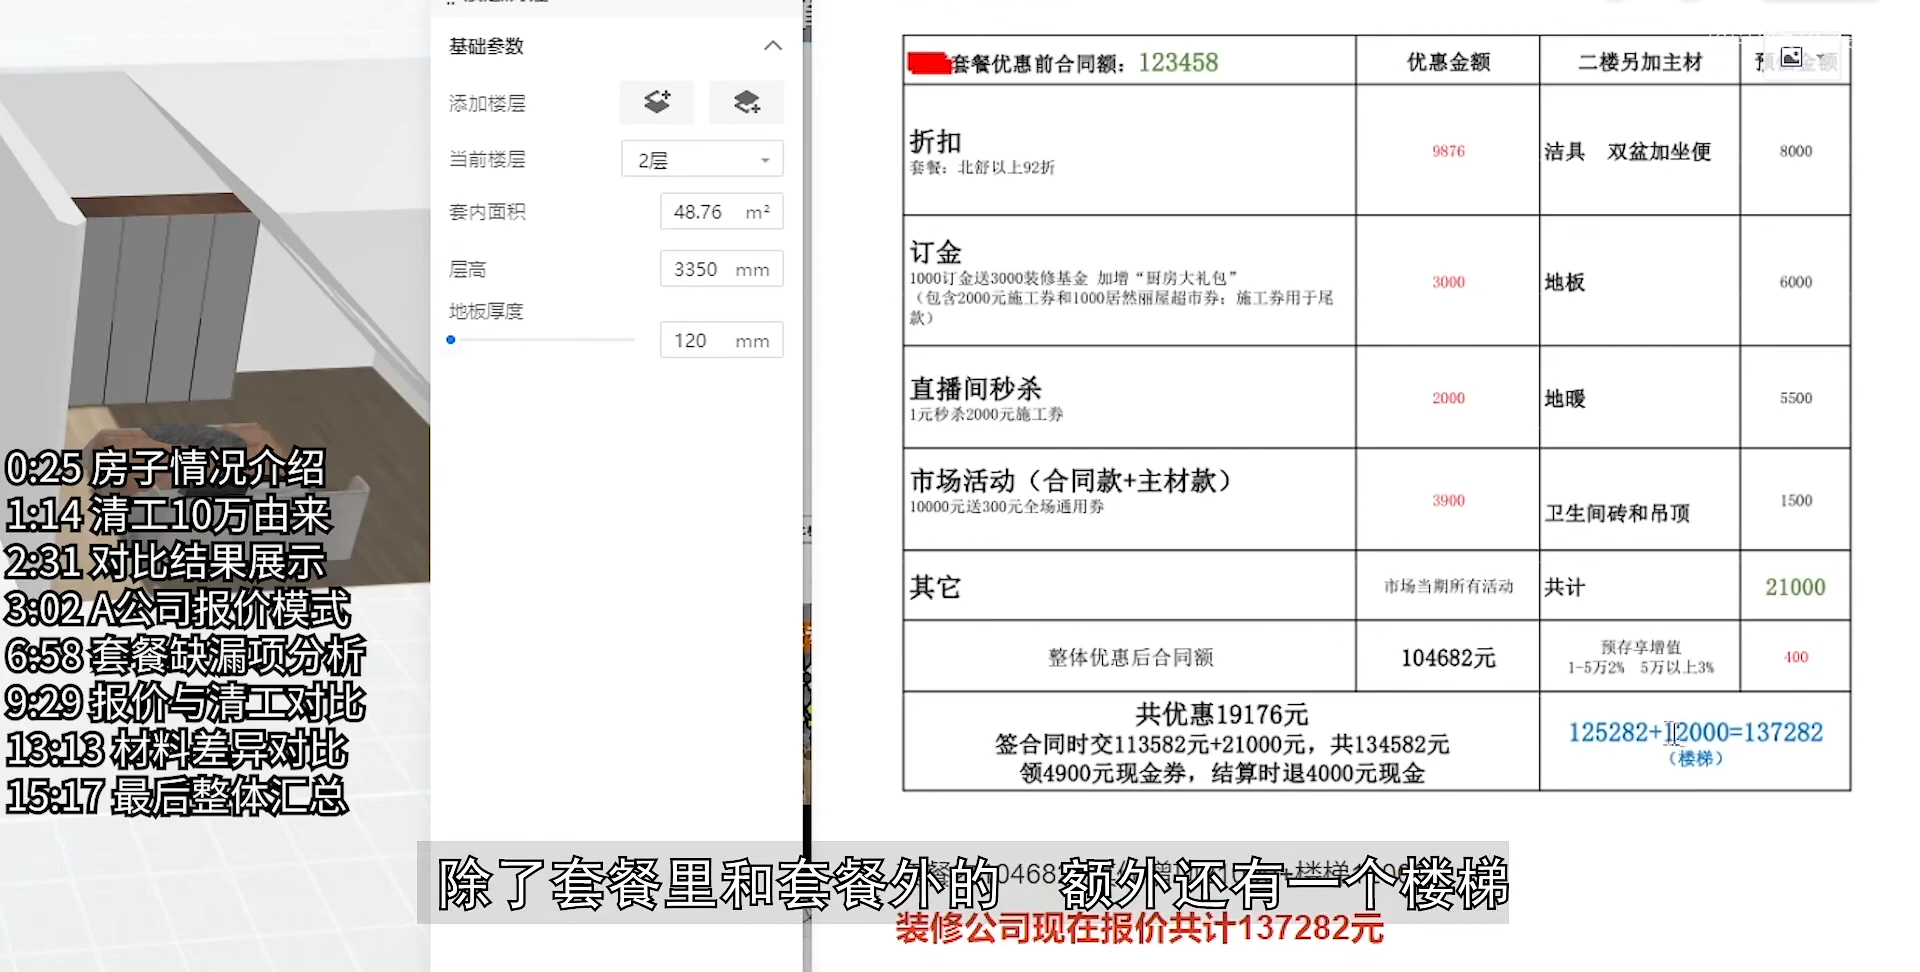 基础参数
添加楼层
当前楼层
2层
套内面积
48.76 m²
层高
3350 mm
地板厚度
120 mm
0:25 房子情况介绍
1:14 清工10万由来
2:31 对比结果展示
3:02 A公司报价模式
6:58 套餐缺漏项分析
9:29 报价与清工对比
13:13 材料差异对比
15:17 最后整体汇总
套餐优惠前合同额：123458
优惠金额
二楼另加主材
折扣
套餐：北舒以上92折
9876
洁具 双盆加坐便
8000
订金
1000订金送3000装修基金 加增“厨房大礼包”
（包含2000元施工券和1000居然丽屋超市券；施工券用于尾
款）
3000
地板
6000
直播间秒杀
1元秒杀2000元施工券
2000
地暖
5500
市场活动（合同款+主材款）
10000元送300元全场通用券
3900
卫生间砖和吊顶
1500
其它
市场当期所有活动
共计
21000
整体优惠后合同额
104682元
预存享增值
1-5万2% 5万以上3%
400
共优惠19176元
签合同时交113582元+21000元，共134582元
领4900元现金券，结算时退4000元现金
125282+12000=137282
（楼梯）
除了套餐里和套餐外的 额外还有一个楼梯
装修公司现在报价共计137282元